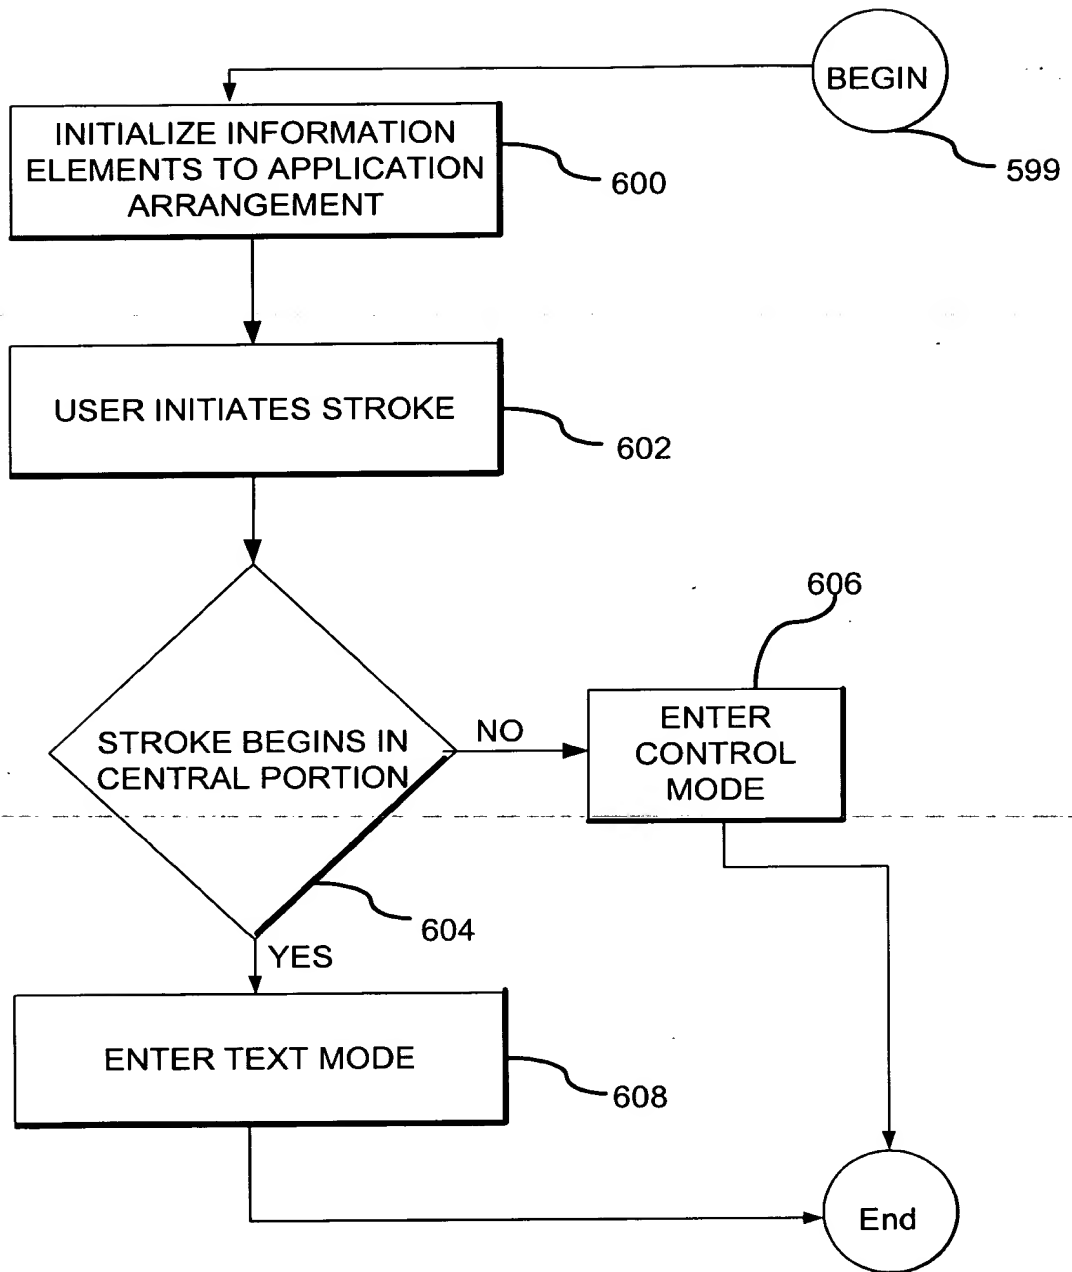 BEGIN
599
INITIALIZE INFORMATION
ELEMENTS TO APPLICATION
ARRANGEMENT
600
USER INITIATES STROKE
602
STROKE BEGINS IN
CENTRAL PORTION
604
NO
606
ENTER
CONTROL
MODE
YES
ENTER TEXT MODE
608
End